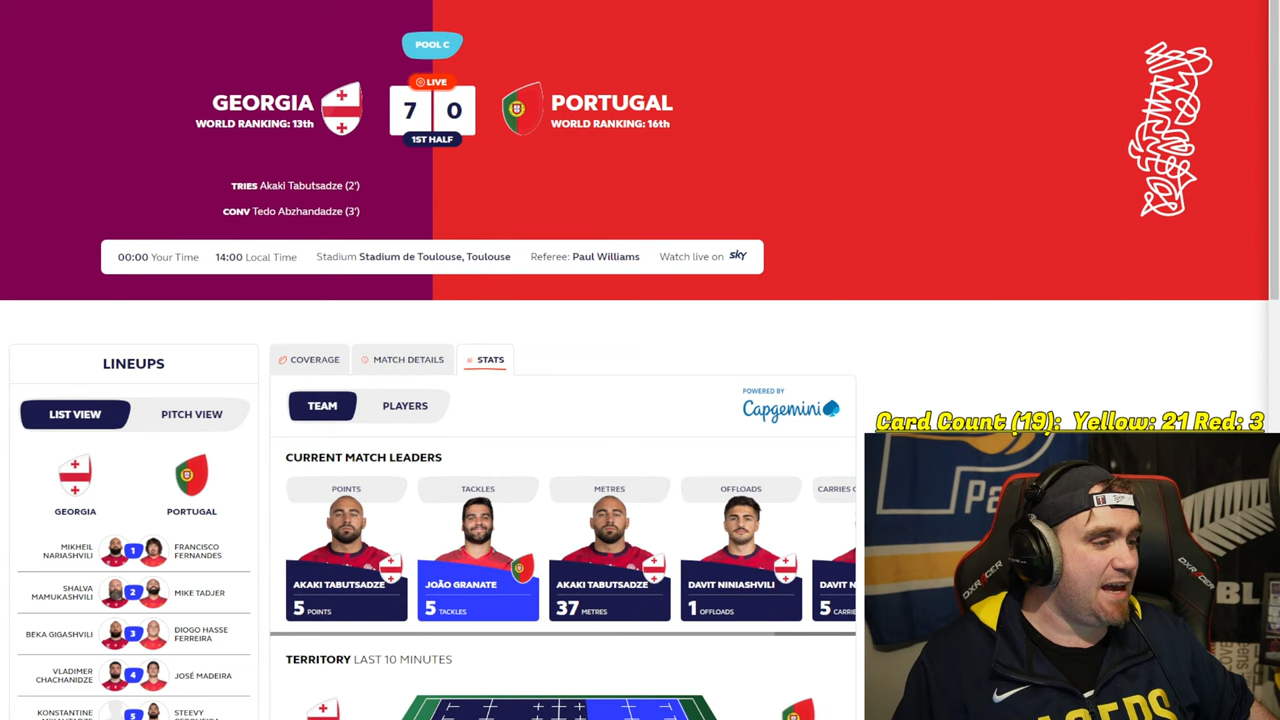 POOL C
LIVE
GEORGIA
WORLD RANKING: 13th
7 0
1ST HALF
PORTUGAL
WORLD RANKING: 16th
TRIES Akaki Tabutsadze (2')
CONV Tedo Abzhandadze (3')
00:00 Your Time 14:00 Local Time Stadium Stadium de Toulouse, Toulouse Referee: Paul Williams Watch live on sky
LINEUPS
LIST VIEW PITCH VIEW
GEORGIA PORTUGAL
MIKHEIL NARIASHVILI 1 FRANCISCO FERNANDES
SHALVA MAMUKASHVILI 2 MIKE TADJER
BEKA GIGASHVILI 3 DIOGO HASSE FERREIRA
VLADIMER CHACHANIDZE 4 JOSÉ MADEIRA
KONSTANTINE 5 STEEVY
COVERAGE MATCH DETAILS STATS
TEAM PLAYERS
POWERED BY
Capgemini
CURRENT MATCH LEADERS
POINTS TACKLES METRES OFFLOADS CARRIES
AKAKI TABUTSADZE JOÃO GRANATE AKAKI TABUTSADZE DAVIT NINIASHVILI DAVIT N
5 POINTS 5 TACKLES 37 METRES 1 OFFLOADS 5 CARRI
TERRITORY LAST 10 MINUTES
Card Count (19): Yellow: 21 Red: 3
Pa
DXRACER
DXRACER
BL